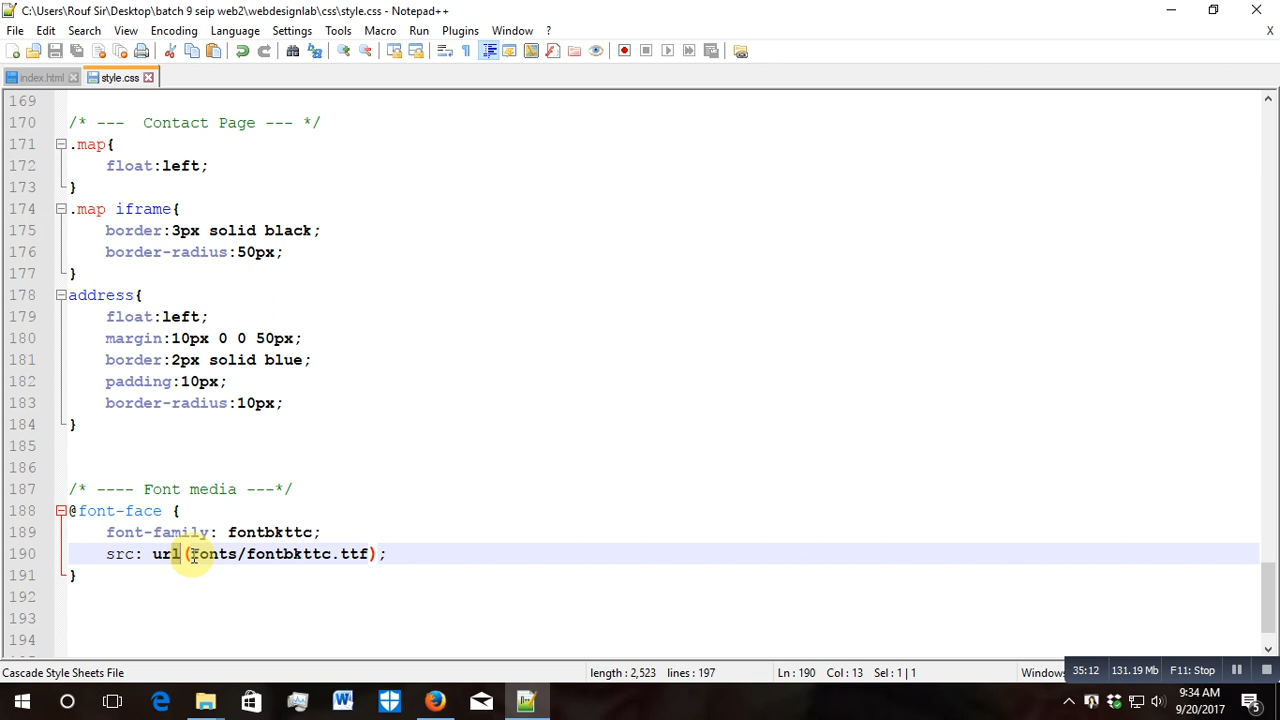 C:\Users\Rouf Sir\Desktop\batch 9 seip web2\webdesignlab\css\style.css - Notepad++
File Edit Search View Encoding Language Settings Tools Macro Run Plugins Window ? X
index.html style.css
169
170 /* --- Contact Page --- */
171 .map{
172 float:left;
173 }
174 .map iframe{
175 border:3px solid black;
176 border-radius:50px;
177 }
178 address{
179 float:left;
180 margin:10px 0 0 50px;
181 border:2px solid blue;
182 padding:10px;
183 border-radius:10px;
184 }
185
186
187 /* ---- Font media ---*/
188 @font-face {
189 font-family: fontbkttc;
190 src: url(fonts/fontbkttc.ttf);
191 }
192
193
194
Cascade Style Sheets File length : 2,523 lines : 197 Ln : 190 Col : 13 Sel : 1 | 1 Windows
35:12 131.19 Mb F11: Stop
9:34 AM
9/20/2017
5